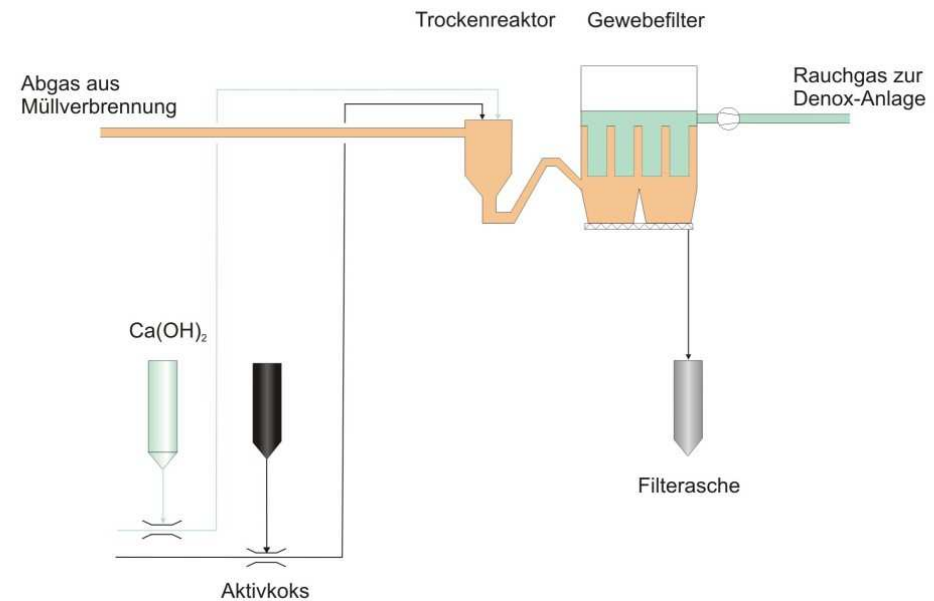 Trockenreaktor
Gewebefilter
Abgas aus
Müllverbrennung
Rauchgas zur
Denox-Anlage
Ca(OH)₂
Filterasche
Aktivkoks